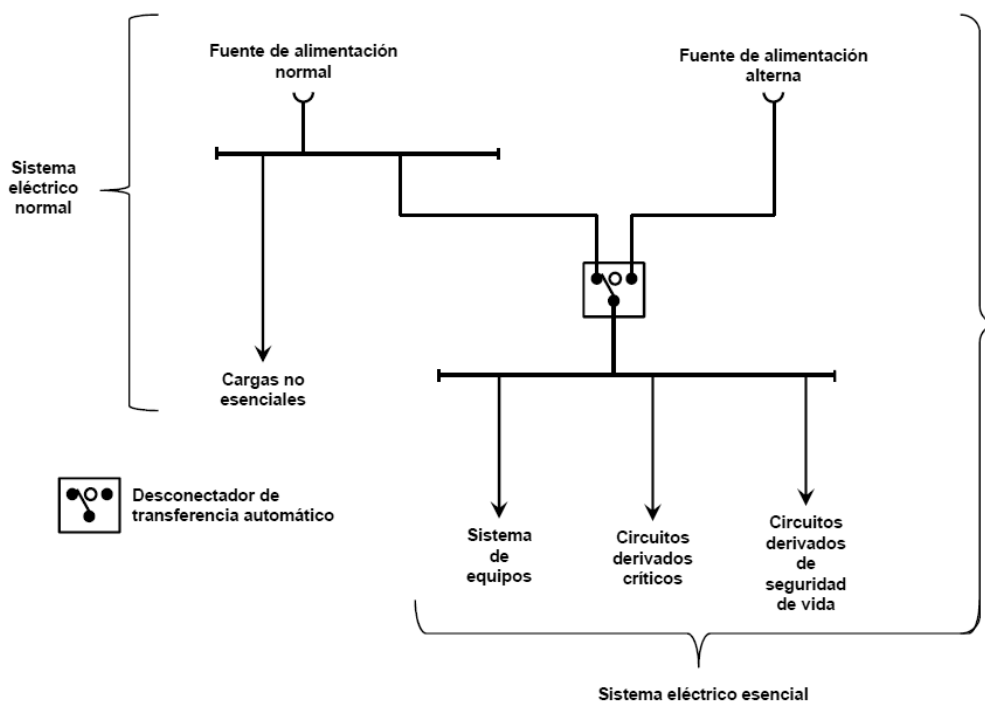 Fuente de alimentación
normal
Fuente de alimentación
alterna
Sistema
eléctrico
normal
Cargas no
esenciales
Desconectador de
transferencia automático
Sistema
de
equipos
Circuitos
derivados
críticos
Circuitos
derivados
de
seguridad
de vida
Sistema eléctrico esencial